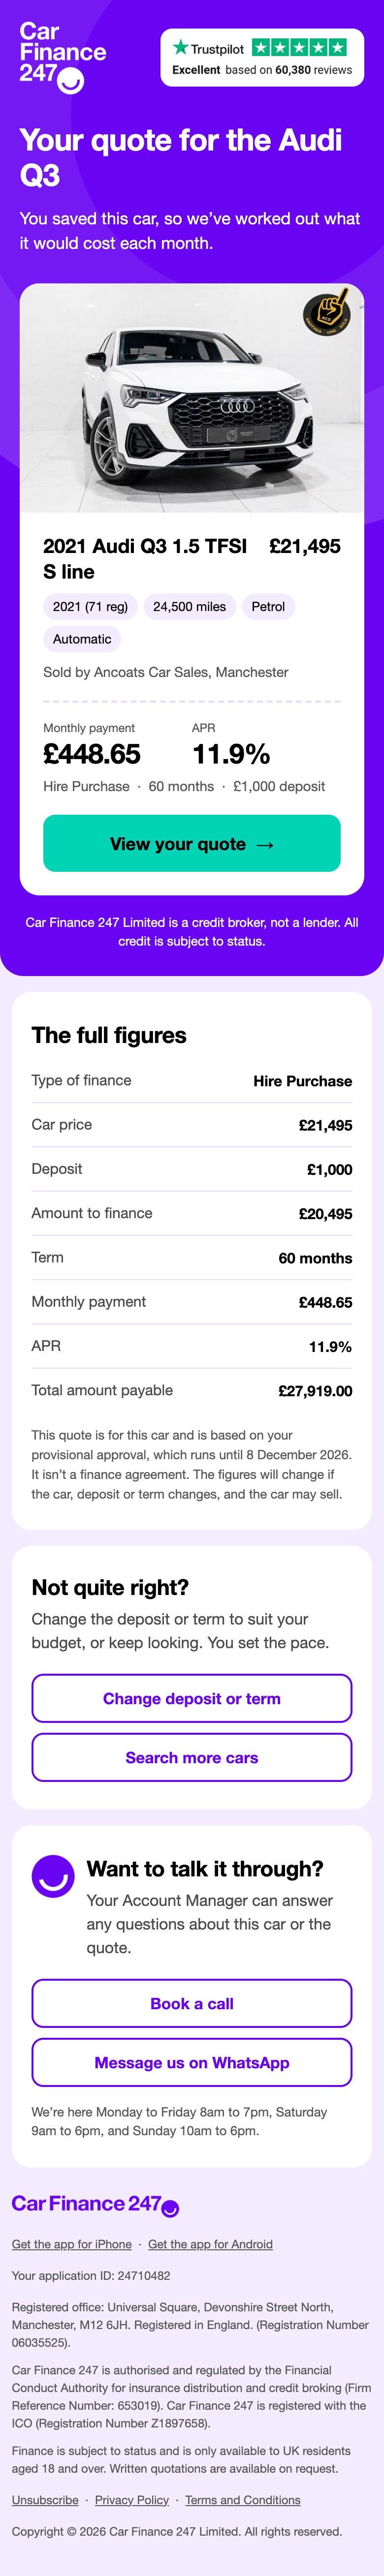 Car
Finance
247
Trustpilot
Excellent based on 60,380 reviews
Your quote for the Audi
Q3
You saved this car, so we’ve worked out what
it would cost each month.
2021 Audi Q3 1.5 TFSI £21,495
S line
2021 (71 reg) 24,500 miles Petrol
Automatic
Sold by Ancoats Car Sales, Manchester
Monthly payment APR
£448.65 11.9%
Hire Purchase · 60 months · £1,000 deposit
View your quote →
Car Finance 247 Limited is a credit broker, not a lender. All
credit is subject to status.
The full figures
Type of finance Hire Purchase
Car price £21,495
Deposit £1,000
Amount to finance £20,495
Term 60 months
Monthly payment £448.65
APR 11.9%
Total amount payable £27,919.00
This quote is for this car and is based on your
provisional approval, which runs until 8 December 2026.
It isn’t a finance agreement. The figures will change if
the car, deposit or term changes, and the car may sell.
Not quite right?
Change the deposit or term to suit your
budget, or keep looking. You set the pace.
Change deposit or term
Search more cars
Want to talk it through?
Your Account Manager can answer
any questions about this car or the
quote.
Book a call
Message us on WhatsApp
We’re here Monday to Friday 8am to 7pm, Saturday
9am to 6pm, and Sunday 10am to 6pm.
Car Finance 247
Get the app for iPhone · Get the app for Android
Your application ID: 24710482
Registered office: Universal Square, Devonshire Street North,
Manchester, M12 6JH. Registered in England. (Registration Number
06035525).
Car Finance 247 is authorised and regulated by the Financial
Conduct Authority for insurance distribution and credit broking (Firm
Reference Number: 653019). Car Finance 247 is registered with the
ICO (Registration Number Z1897658).
Finance is subject to status and is only available to UK residents
aged 18 and over. Written quotations are available on request.
Unsubscribe · Privacy Policy · Terms and Conditions
Copyright © 2026 Car Finance 247 Limited. All rights reserved.